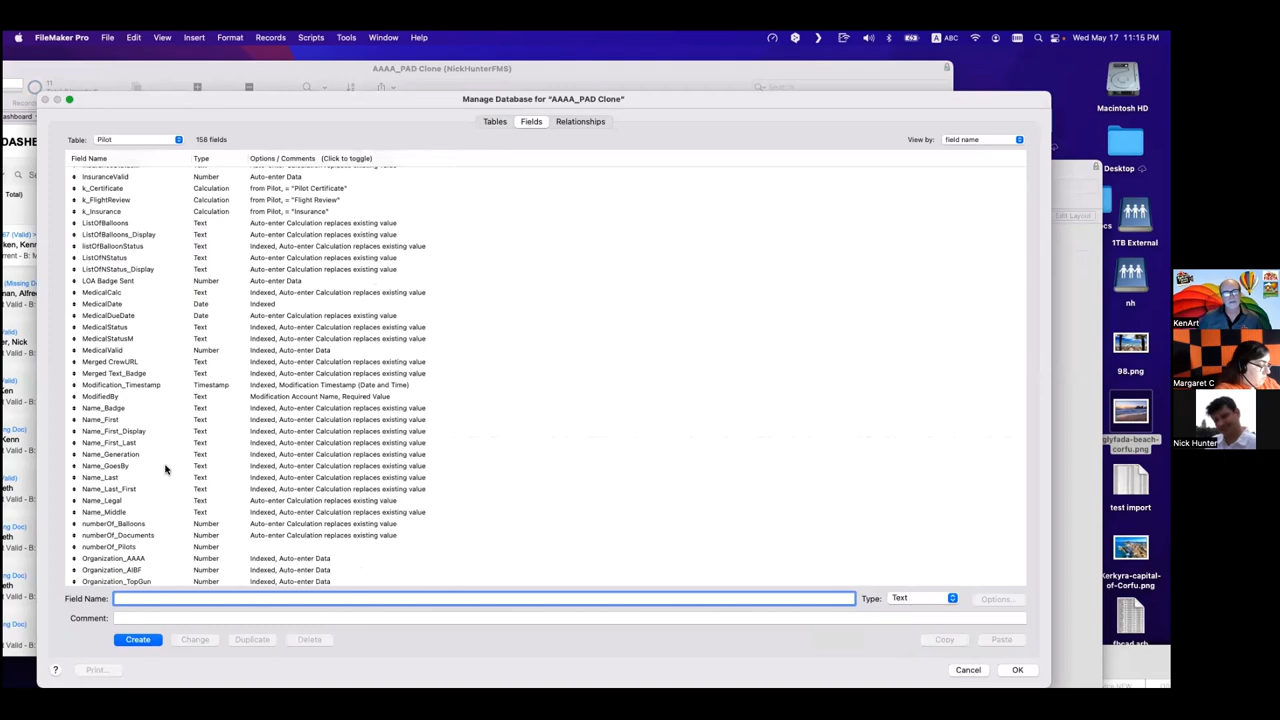 FileMaker Pro File Edit View Insert Format Records Scripts Tools Window Help ABC Wed May 17 11:15 PM
AAAA_PAD Clone (NickHunterFMS)
11
Manage Database for "AAAA_PAD Clone"
Tables Fields Relationships
Table: Pilot 156 fields View by: field name
Field Name Type Options / Comments (Click to toggle)
InsuranceValid Number Auto-enter Data
k_Certificate Calculation from Pilot, = "Pilot Certificate"
k_FlightReview Calculation from Pilot, = "Flight Review"
k_Insurance Calculation from Pilot, = "Insurance"
ListOfBalloons Text Auto-enter Calculation replaces existing value
ListOfBalloons_Display Text Auto-enter Calculation replaces existing value
listOfBalloonStatus Text Indexed, Auto-enter Calculation replaces existing value
ListOfNStatus Text Auto-enter Calculation replaces existing value
ListOfNStatus_Display Text Auto-enter Calculation replaces existing value
LOA Badge Sent Number Auto-enter Data
MedicalCalc Text Indexed, Auto-enter Calculation replaces existing value
MedicalDate Date Indexed
MedicalDueDate Date Auto-enter Calculation replaces existing value
MedicalStatus Text Indexed, Auto-enter Calculation replaces existing value
MedicalStatusM Text Indexed, Auto-enter Calculation replaces existing value
MedicalValid Number Indexed, Auto-enter Data
Merged CrewURL Text Indexed, Auto-enter Calculation replaces existing value
Merged Text_Badge Text Indexed, Auto-enter Calculation replaces existing value
Modification_Timestamp Timestamp Indexed, Modification Timestamp (Date and Time)
ModifiedBy Text Modification Account Name, Required Value
Name_Badge Text Indexed, Auto-enter Calculation replaces existing value
Name_First Text Indexed, Auto-enter Calculation replaces existing value
Name_First_Display Text Indexed, Auto-enter Calculation replaces existing value
Name_First_Last Text Indexed, Auto-enter Calculation replaces existing value
Name_Generation Text Indexed, Auto-enter Calculation replaces existing value
Name_GoesBy Text Indexed, Auto-enter Calculation replaces existing value
Name_Last Text Indexed, Auto-enter Calculation replaces existing value
Name_Last_First Text Indexed, Auto-enter Calculation replaces existing value
Name_Legal Text Auto-enter Calculation replaces existing value
Name_Middle Text Indexed, Auto-enter Calculation replaces existing value
numberOf_Balloons Number Auto-enter Calculation replaces existing value
numberOf_Documents Number Auto-enter Calculation replaces existing value
numberOf_Pilots Number
Organization_AAAA Number Indexed, Auto-enter Data
Organization_AIBF Number Indexed, Auto-enter Data
Organization_TopGun Number Indexed, Auto-enter Data
Field Name: Type: Text Options...
Comment:
Create Change Duplicate Delete Copy Paste
? Print... Cancel OK
Edit Layout
Macintosh HD
Desktop
1TB External
nh
98.png
glyfada-beach-
corfu.png
test import
Kerkyra-capital-
of-Corfu.png
KenArt
Margaret C
Nick Hunter